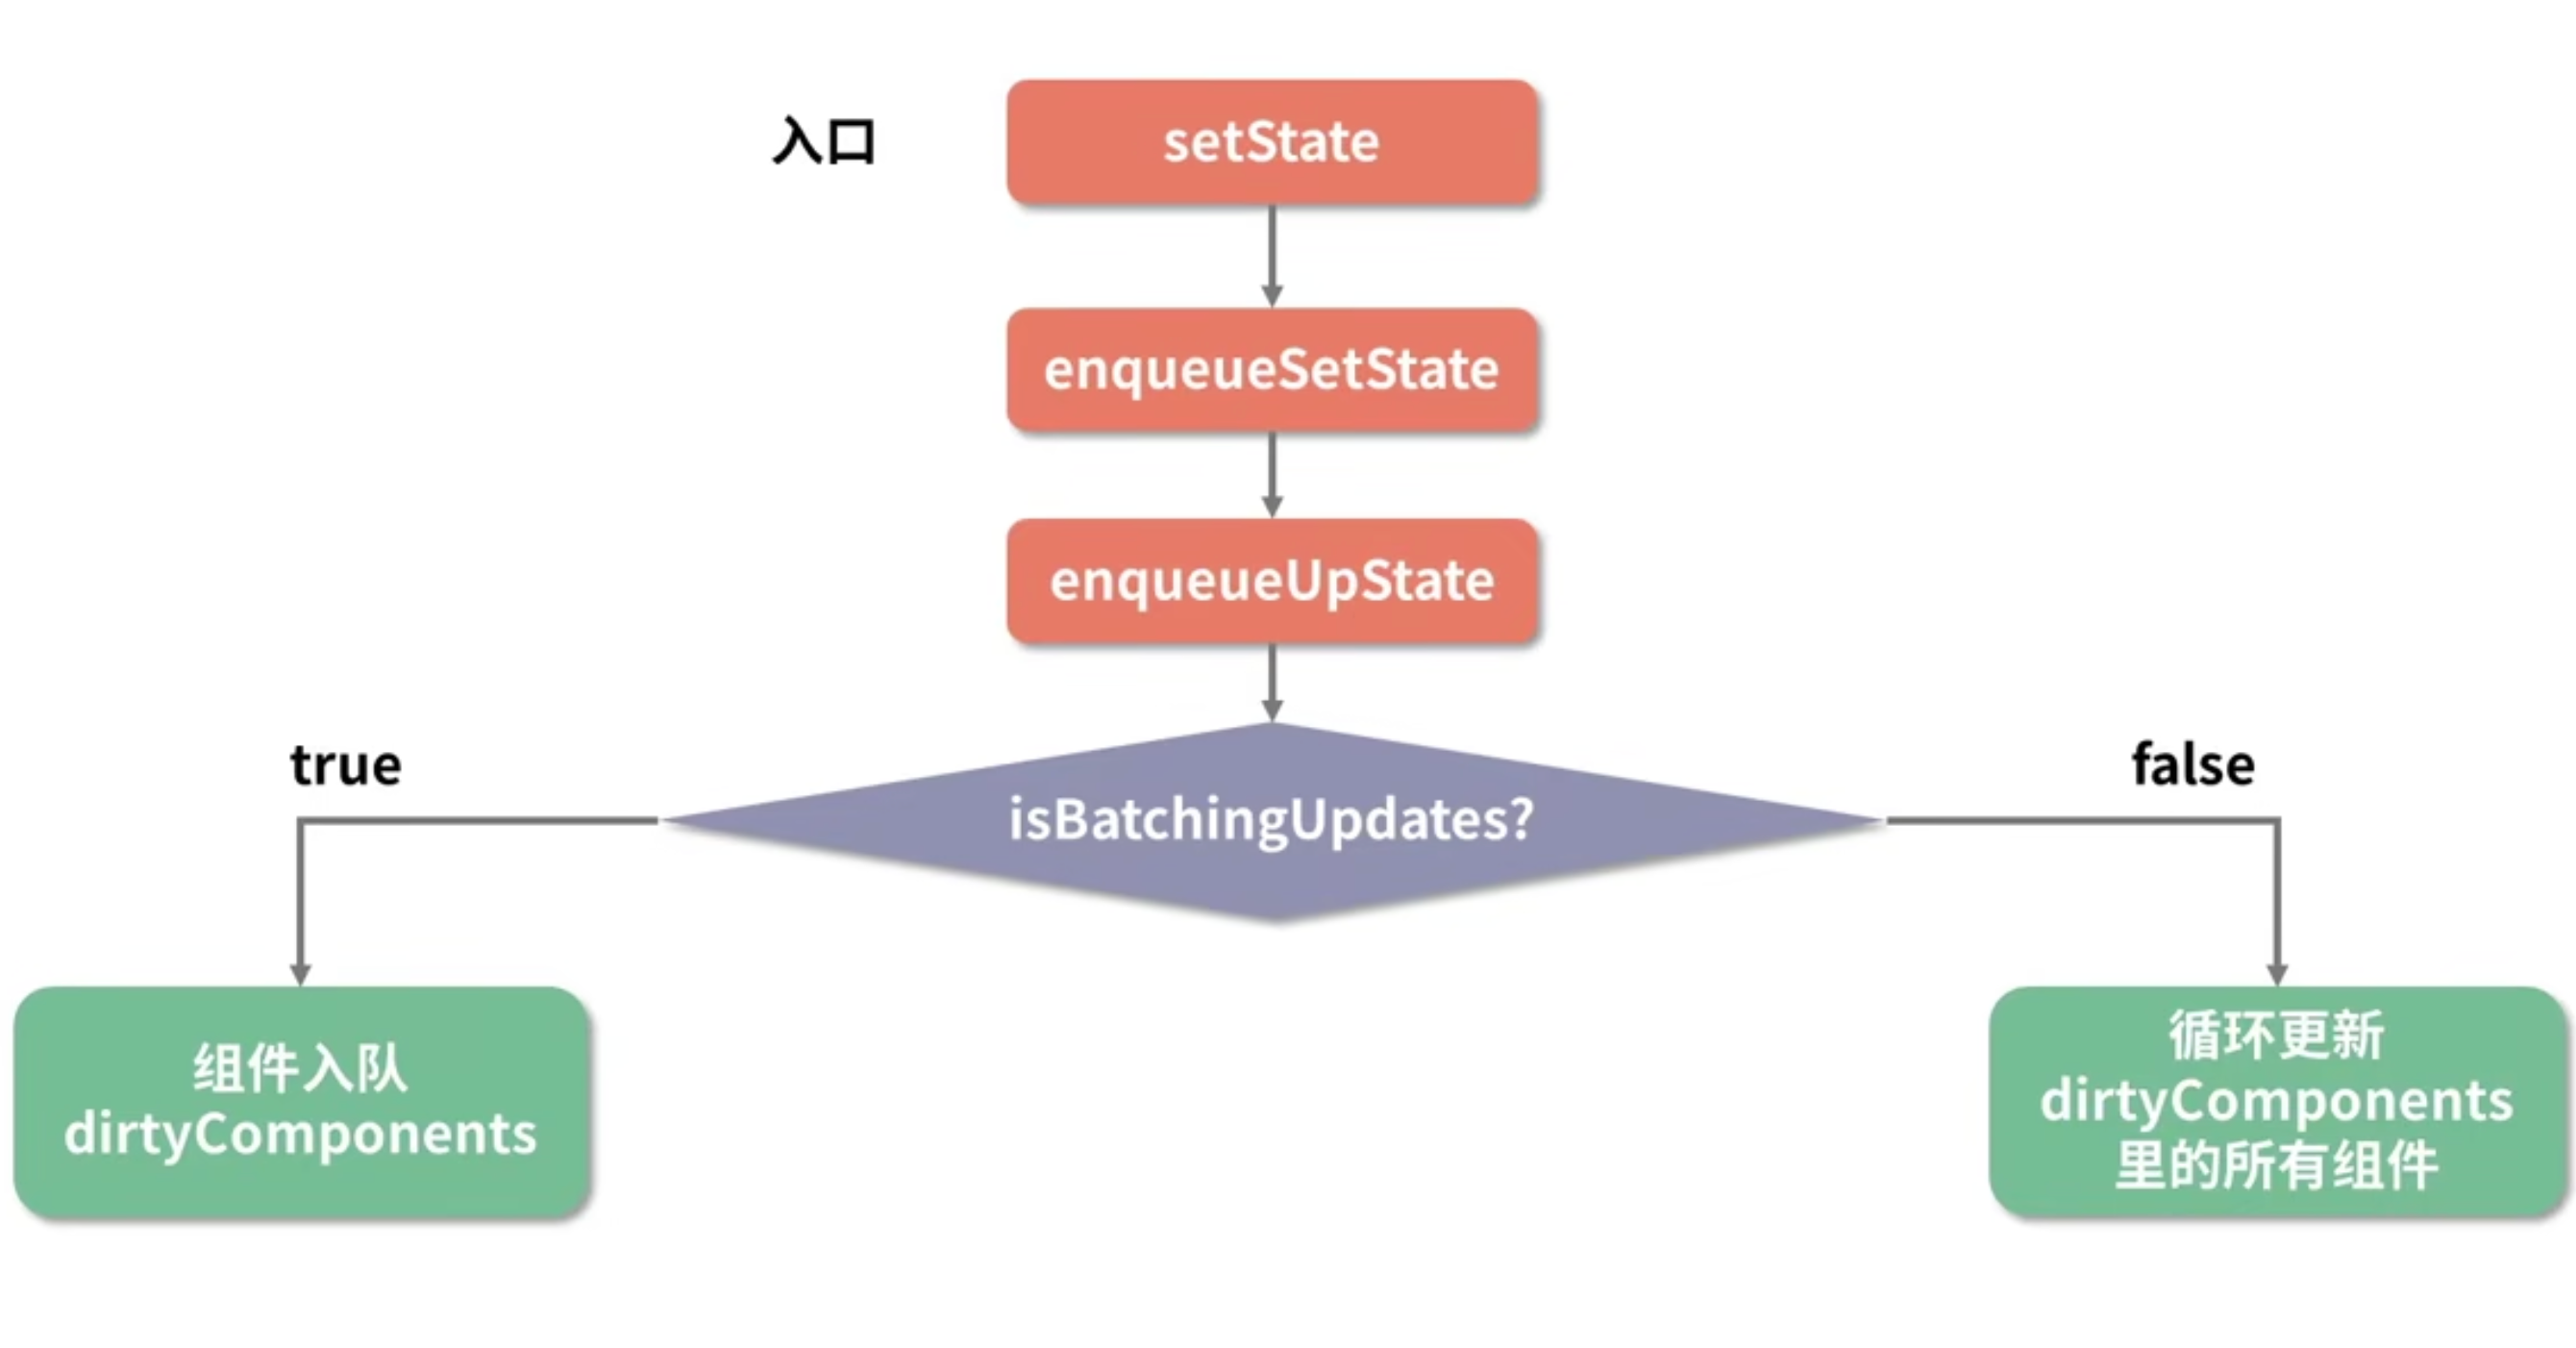 入口
setState
enqueueSetState
enqueueUpState
isBatchingUpdates?
true
false
组件入队
dirtyComponents
循环更新
dirtyComponents
里的所有组件